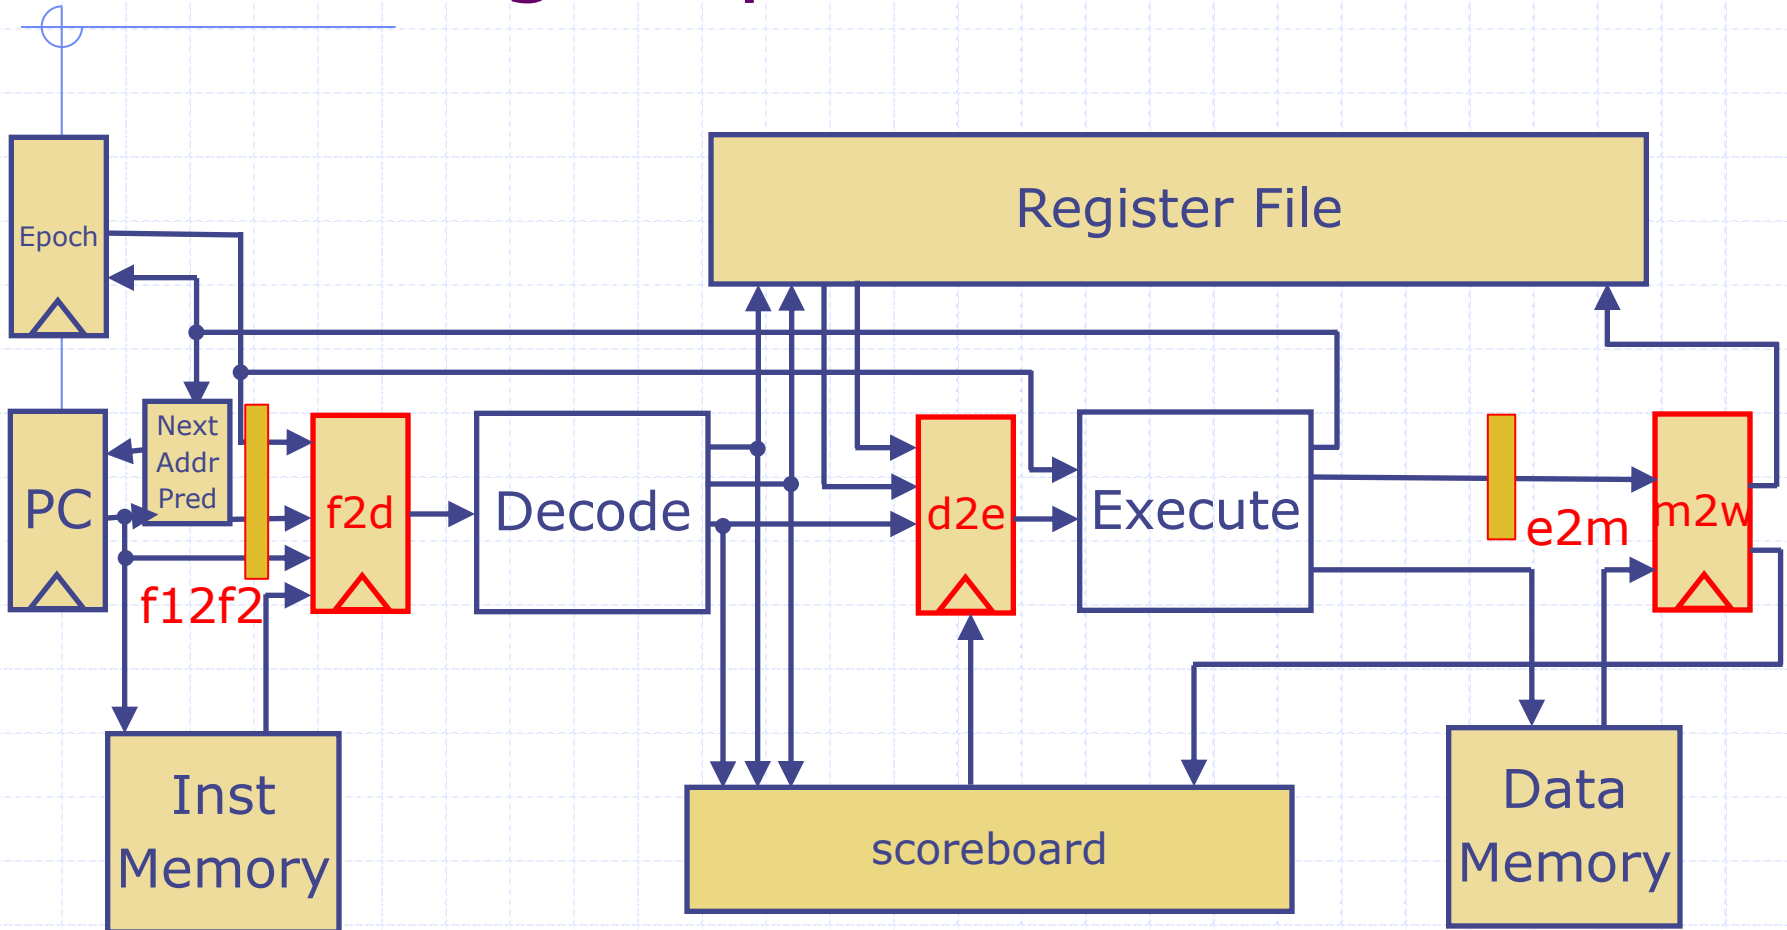 Epoch
Register File
Next
Addr
Pred
PC
f2d
Decode
d2e
Execute
e2m
m2w
f12f2
Inst
Memory
scoreboard
Data
Memory